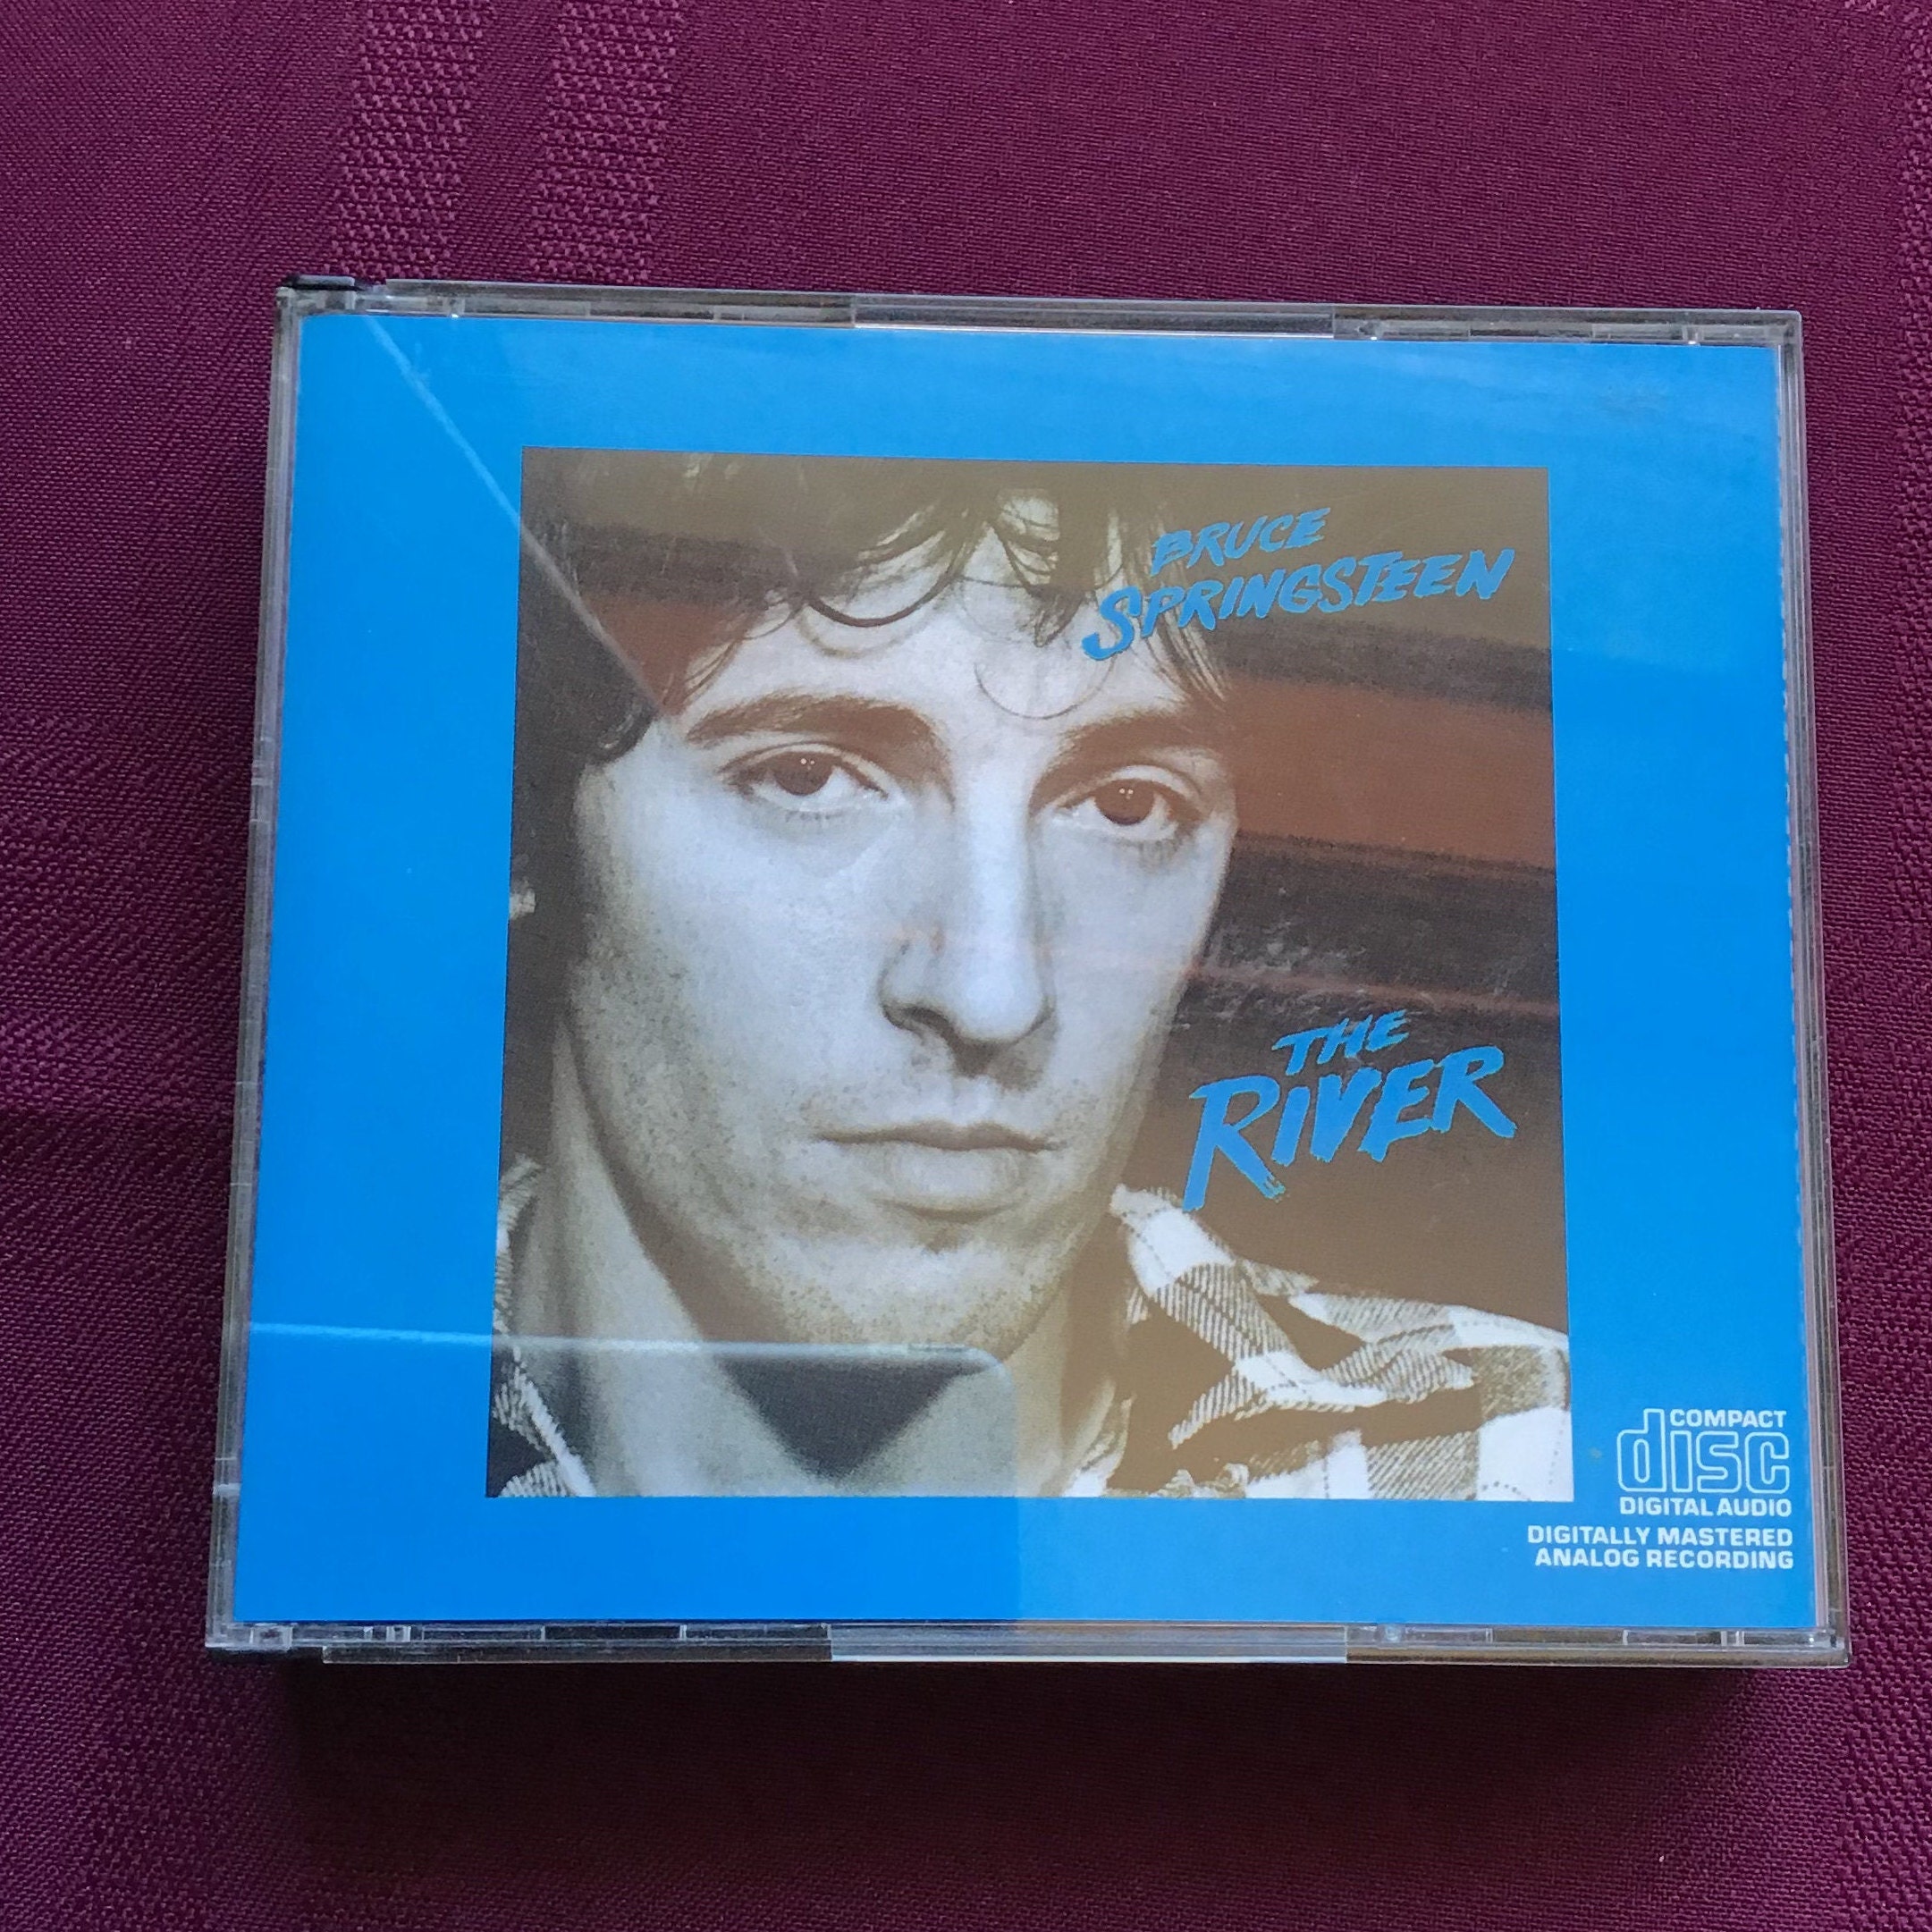 BRUCE
SPRINGSTEEN
THE
RIVER
COMPACT
disc
DIGITAL AUDIO
DIGITALLY MASTERED
ANALOG RECORDING